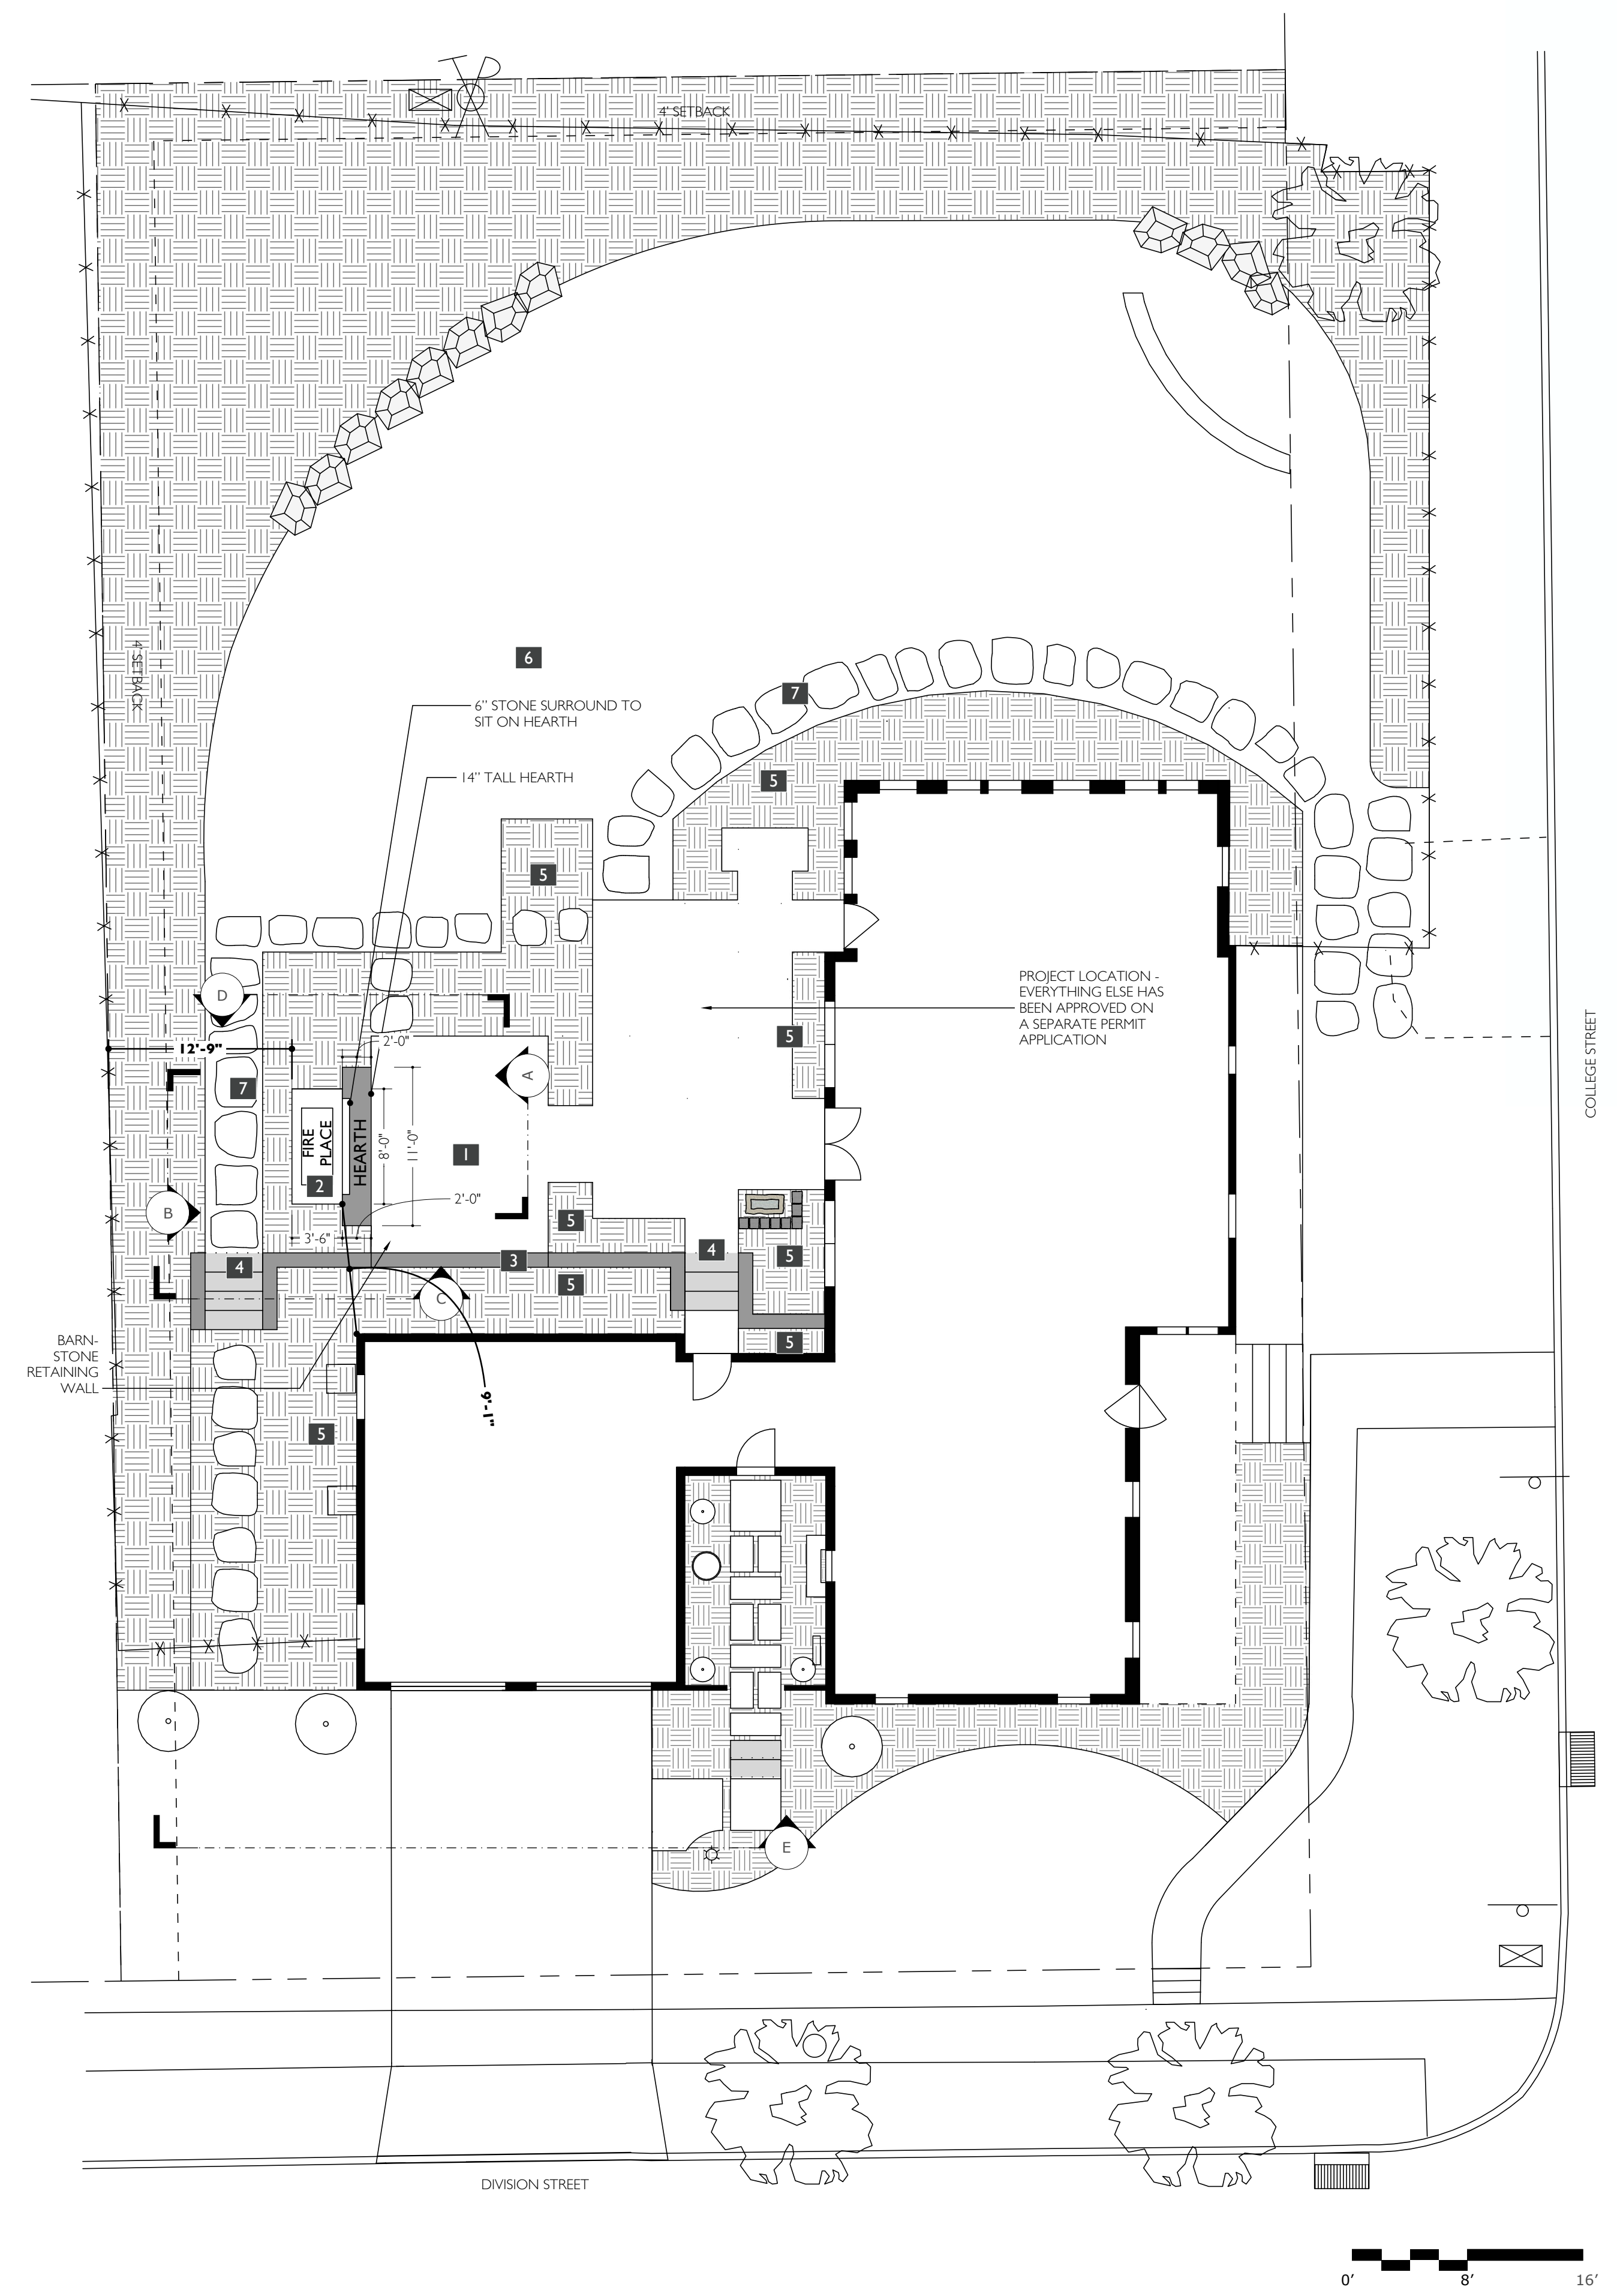 4' SETBACK
4' SETBACK
6
6" STONE SURROUND TO
SIT ON HEARTH
7
14" TALL HEARTH
5
5
D
PROJECT LOCATION -
EVERYTHING ELSE HAS
BEEN APPROVED ON
A SEPARATE PERMIT
APPLICATION
COLLEGE STREET
12'-9"
2'-0"
5
A
7
FIRE
PLACE
HEARTH
8'-0"
11'-0"
1
2
2'-0"
B
5
3'-6"
4
3
4
5
5
C
5
BARN-
STONE
RETAINING
WALL
9'-1"
5
E
DIVISION STREET
0'
8'
16'